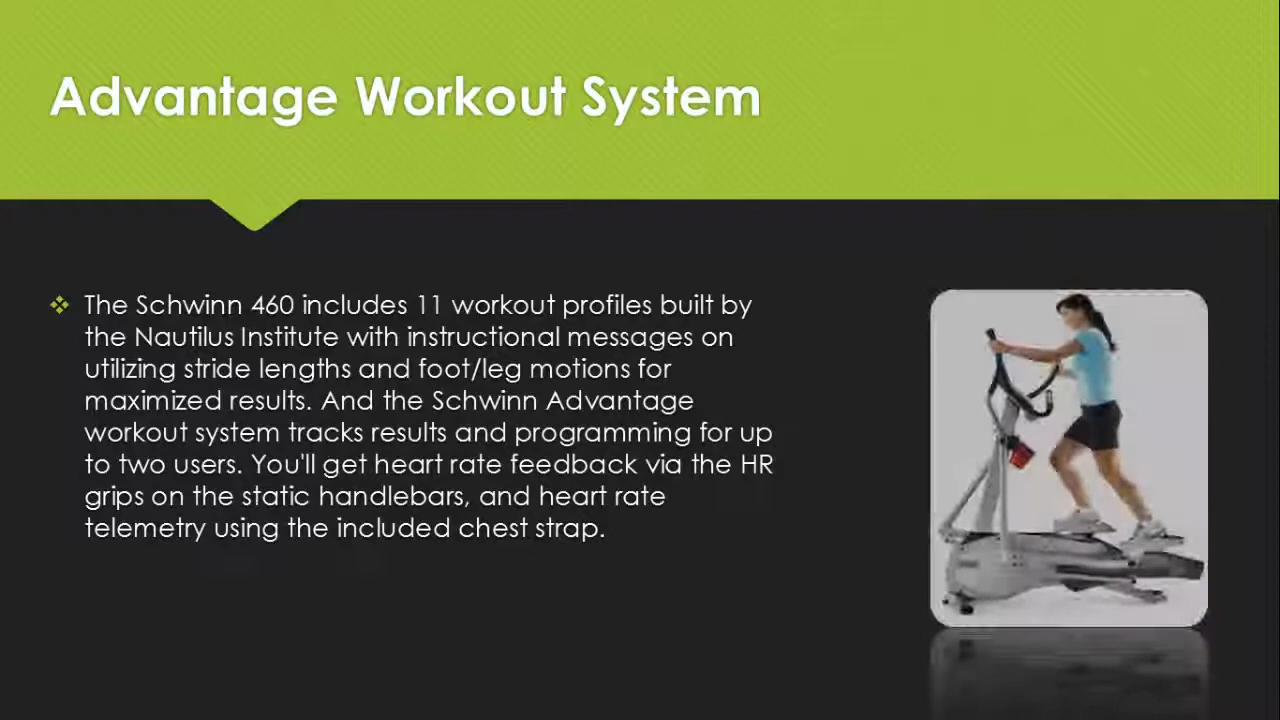 Advantage Workout System
The Schwinn 460 includes 11 workout profiles built by
the Nautilus Institute with instructional messages on
utilizing stride lengths and foot/leg motions for
maximized results. And the Schwinn Advantage
workout system tracks results and programming for up
to two users. You'll get heart rate feedback via the HR
grips on the static handlebars, and heart rate
telemetry using the included chest strap.